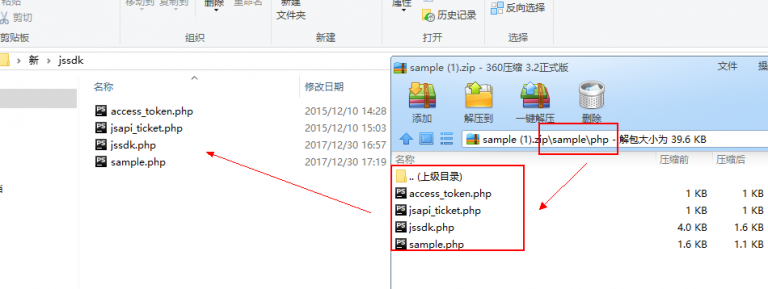 粘贴
剪切
剪贴板
移动到 复制到
组织
删除 重命名
新建
文件夹
新建
属性
历史记录
打开
反向选择
选择
新 › jssdk
名称 修改日期
access_token.php 2015/12/10 14:28
jsapi_ticket.php 2015/12/10 15:03
jssdk.php 2017/12/30 16:57
sample.php 2017/12/30 17:19
sample (1).zip - 360压缩 3.2正式版 文件
添加 解压到 一键解压 删除
sample (1).zip\sample\php - 解包大小为 39.6 KB
名称 压缩前 压缩后
.. (上级目录)
access_token.php 1 KB 1 KB
jsapi_ticket.php 1 KB 1 KB
jssdk.php 4.0 KB 1.6 KB
sample.php 1.6 KB 1.1 KB